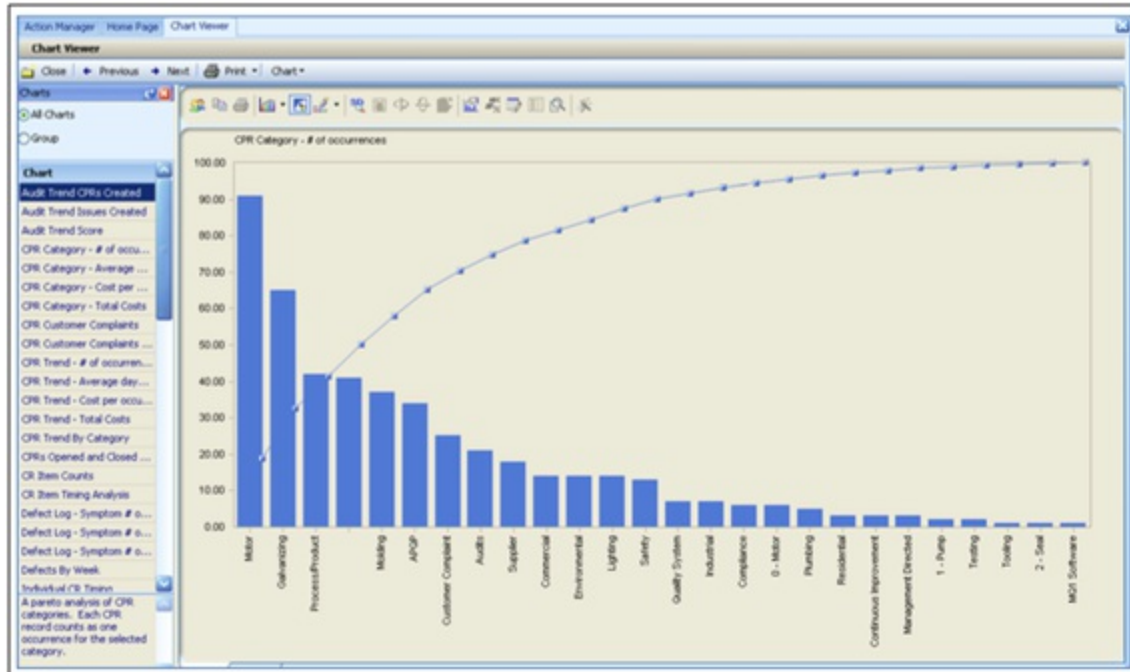 Action Manager Home Page Chart Viewer
Chart Viewer
Close Previous Next Print Chart
Charts
All Charts
Group
Chart
Audit Trend CPRs Created
Audit Trend Issues Created
Audit Trend Score
CPR Category - # of occu...
CPR Category - Average ...
CPR Category - Cost per ...
CPR Category - Total Costs
CPR Customer Complaints
CPR Customer Complaints ...
CPR Trend - # of occurren...
CPR Trend - Average day...
CPR Trend - Cost per occu...
CPR Trend - Total Costs
CPR Trend By Category
CPRs Opened and Closed ...
CR Item Counts
CR Item Timing Analysis
Defect Log - Symptom # o...
Defect Log - Symptom # o...
Defect Log - Symptom # o...
Defects By Week
Individual CR Timing
A pareto analysis of CPR
categories. Each CPR
record counts as one
occurrence for the selected
category.
CPR Category - # of occurrences
100.00
90.00
80.00
70.00
60.00
50.00
40.00
30.00
20.00
10.00
0.00
Motor
Galvanizing
Process/Product
Molding
APQP
Customer Complaint
Audits
Supplier
Commercial
Environmental
Lighting
Safety
Quality System
Industrial
Compliance
0 - Motor
Plumbing
Residential
Continuous Improvement
Management Directed
1 - Pump
Testing
Tooling
2 - Seal
MQ1 Software